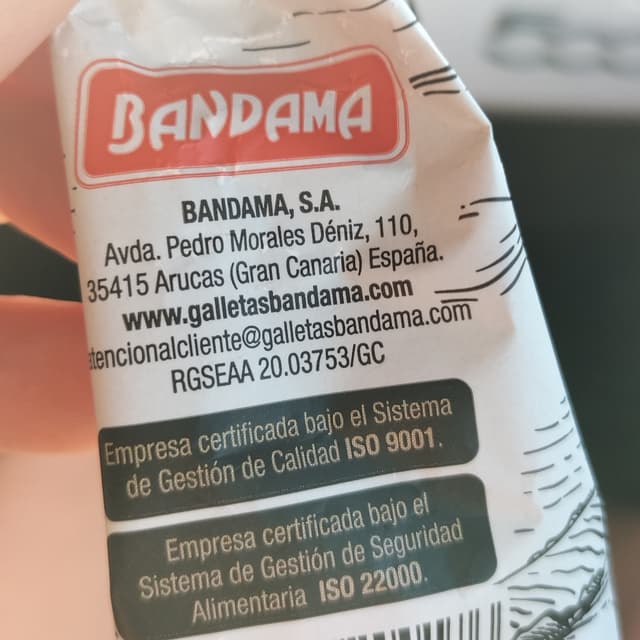 BANDAMA
BANDAMA, S.A.
Avda. Pedro Morales Déniz, 110,
35415 Arucas (Gran Canaria) España.
www.galletasbandama.com
atencionalcliente@galletasbandama.com
RGSEAA 20.03753/GC
Empresa certificada bajo el Sistema
de Gestión de Calidad ISO 9001.
Empresa certificada bajo el
Sistema de Gestión de Seguridad
Alimentaria ISO 22000.